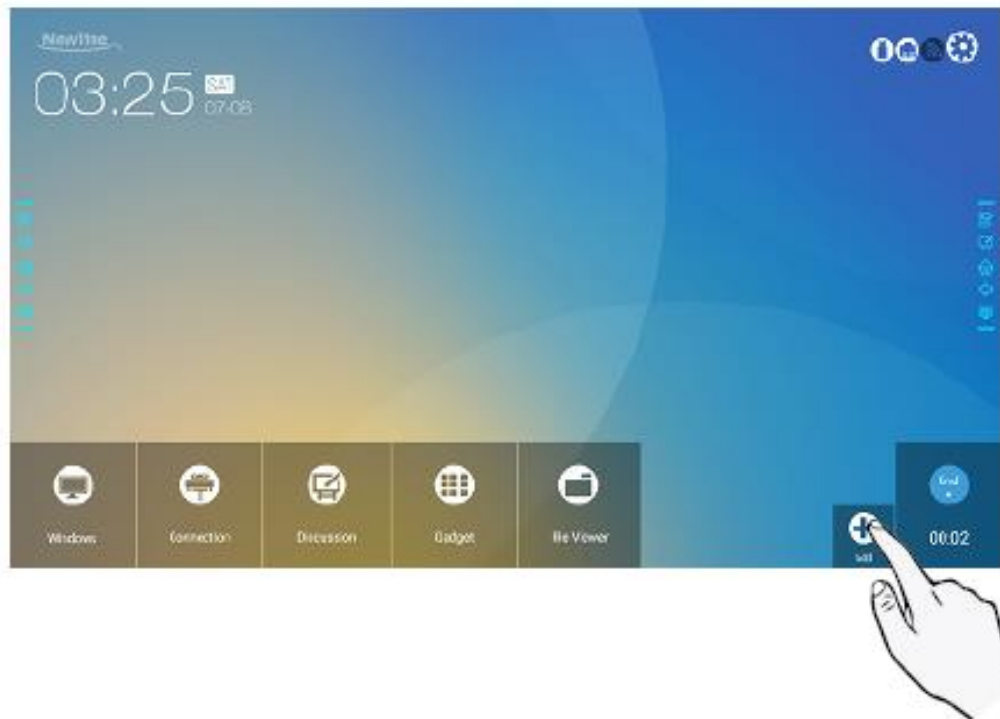 Newline
03:25 SAT
07-08
Windows
Connection
Discussion
Gadget
File Viewer
Add
End
00:02